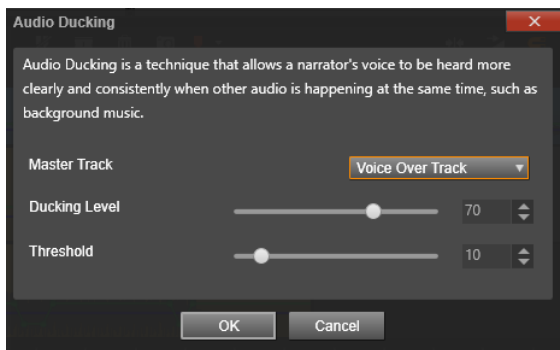 Audio Ducking
Audio Ducking is a technique that allows a narrator's voice to be heard more
clearly and consistently when other audio is happening at the same time, such as
background music.
Master Track
Voice Over Track
Ducking Level
70
Threshold
10
OK
Cancel